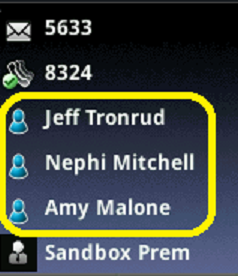 5633
8324
Jeff Tronrud
Nephi Mitchell
Amy Malone
Sandbox Prem